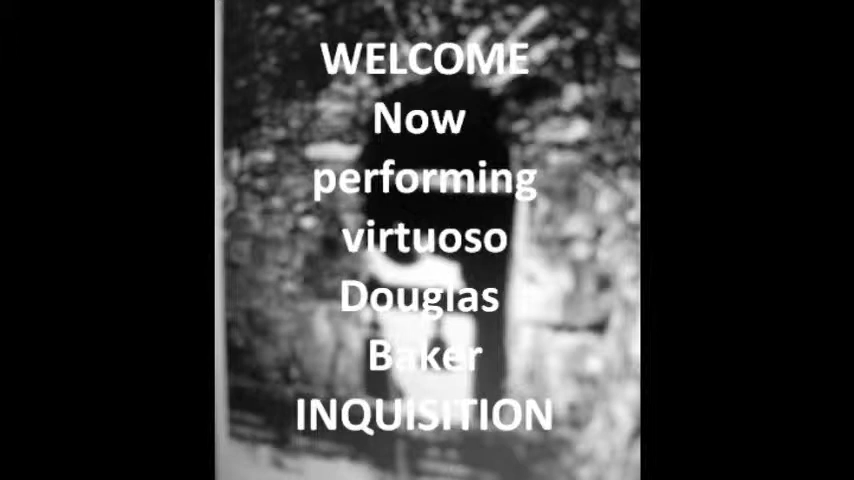 WELCOME
Now
performing
virtuoso
Douglas
Baker
INQUISITION